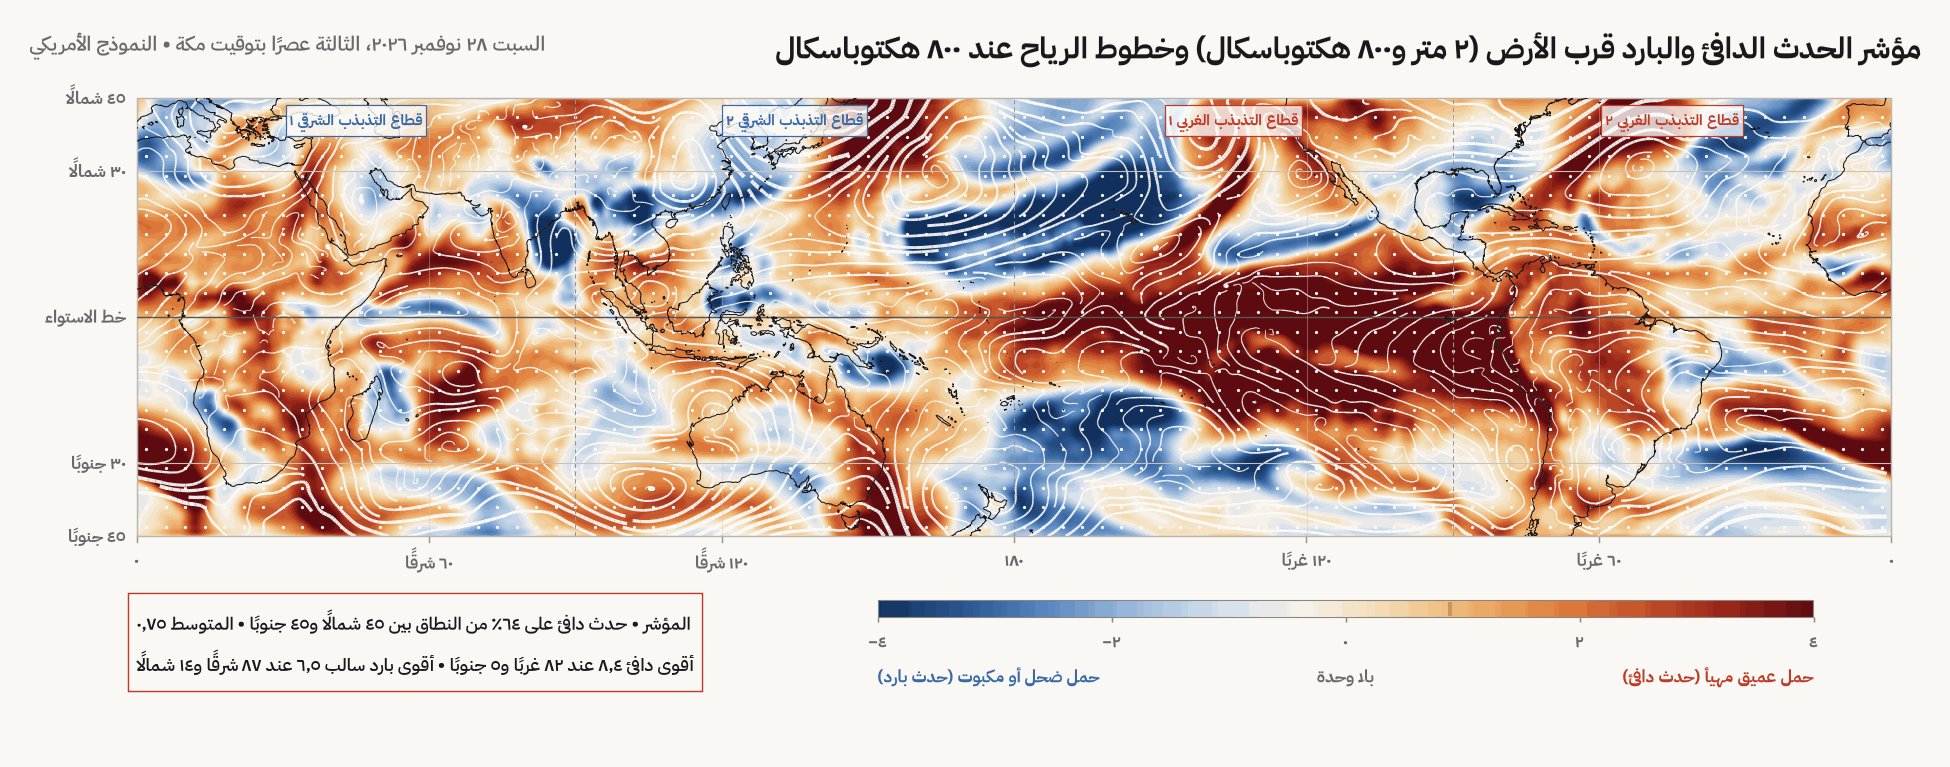 مؤشر الحدث الدافئ والبارد قرب الأرض (٢ متر و٨٠٠ هكتوباسكال) وخطوط الرياح عند ٨٠٠ هكتوباسكال
السبت ٢٨ نوفمبر ٢٠٢٦، الثالثة عصرًا بتوقيت مكة • النموذج الأمريكي
قطاع التذبذب الشرقي ١
قطاع التذبذب الشرقي ٢
قطاع التذبذب الغربي ١
قطاع التذبذب الغربي ٢
٤٥ شمالًا
٣٠ شمالًا
خط الاستواء
٣٠ جنوبًا
٤٥ جنوبًا
٠
٦٠ شرقًا
١٢٠ شرقًا
١٨٠
١٢٠ غربًا
٦٠ غربًا
٠
المؤشر • حدث دافئ على ٦٤٪ من النطاق بين ٤٥ شمالًا و٤٥ جنوبًا • المتوسط ٠,٧٥
أقوى دافئ ٨,٤ عند ٨٢ غربًا و٥ جنوبًا • أقوى بارد سالب ٦,٥ عند ٨٧ شرقًا و١٤ شمالًا
−٤
−٢
٠
٢
٤
حمل عميق مهيأ (حدث دافئ)
بلا وحدة
حمل ضحل أو مكبوت (حدث بارد)